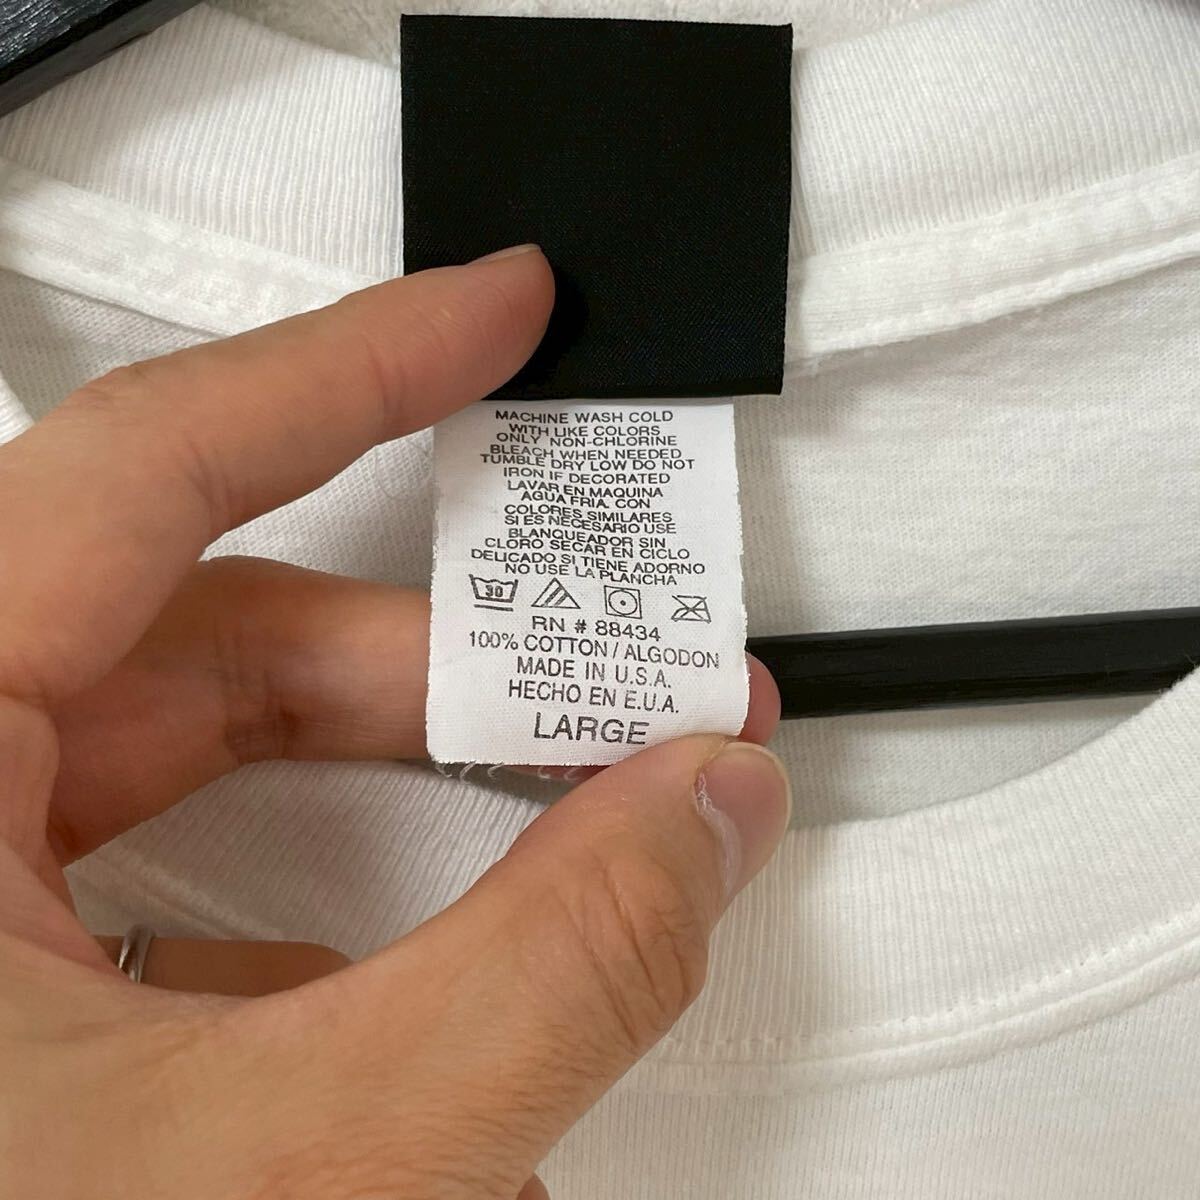 MACHINE WASH COLD
WITH LIKE COLORS
ONLY NON-CHLORINE
BLEACH WHEN NEEDED
TUMBLE DRY LOW DO NOT
IRON IF DECORATED
LAVAR EN MAQUINA
AGUA FRIA. CON
COLORES SIMILARES
SI ES NECESARIO USE
BLANQUEADOR SIN
CLORO SECAR EN CICLO
DELICADO SI TIENE ADORNO
NO USE LA PLANCHA
30
RN # 88434
100% COTTON / ALGODON
MADE IN U.S.A.
HECHO EN E.U.A.
LARGE